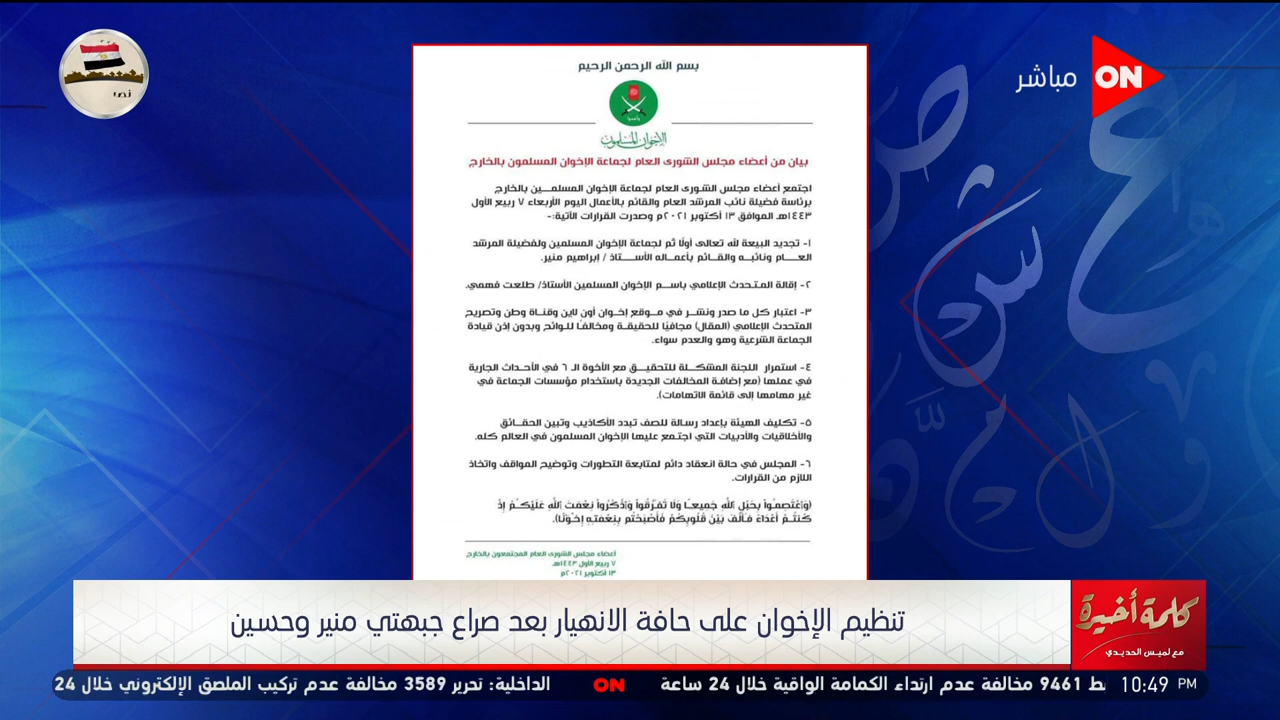 مباشر
ON
بسم الله الرحمن الرحيم
وأعدوا
الإخوان المسلمون
بيان من أعضاء مجلس الشورى العام لجماعة الإخوان المسلمون بالخارج
اجتمع أعضاء مجلس الشورى العام لجماعة الإخوان المسلمين بالخارج
برئاسة فضيلة نائب المرشد العام والقائم بالأعمال اليوم الأربعاء ٧ ربيع الأول
١٤٤٣هـ الموافق ١٣ أكتوبر ٢٠٢١م وصدرت القرارات الآتية:-
١- تجديد البيعة لله تعالى أولًا ثم لجماعة الإخوان المسلمين ولفضيلة المرشد
العام ونائبه والقائم بأعماله الأستاذ / إبراهيم منير.
٢- إقالة المتحدث الإعلامي باسم الإخوان المسلمين الأستاذ/ طلعت فهمي.
٣- اعتبار كل ما صدر ونشر في موقع إخوان أون لاين وقناة وطن وتصريح
المتحدث الإعلامي (المقال) مجافيًا للحقيقة ومخالفًا للوائح وبدون إذن قيادة
الجماعة الشرعية وهو والعدم سواء.
٤- استمرار اللجنة المشكلة للتحقيق مع الأخوة الـ ٦ في الأحداث الجارية
في عملها (مع إضافة المخالفات الجديدة باستخدام مؤسسات الجماعة في
غير مهامها إلى قائمة الاتهامات).
٥- تكليف الهيئة بإعداد رسالة للصف تبدد الأكاذيب وتبين الحقائق
والأخلاقيات والأدبيات التي اجتمع عليها الإخوان المسلمون في العالم كله.
٦- المجلس في حالة انعقاد دائم لمتابعة التطورات وتوضيح المواقف واتخاذ
اللازم من القرارات.
(وَاعْتَصِمُواْ بِحَبْلِ اللّهِ جَمِيعًا وَلاَ تَفَرَّقُواْ وَاذْكُرُواْ نِعْمَتَ اللّهِ عَلَيْكُمْ إِذْ
كُنتُمْ أَعْدَاءً فَأَلَّفَ بَيْنَ قُلُوبِكُمْ فَأَصْبَحْتُم بِنِعْمَتِهِ إِخْوَانًا).
أعضاء مجلس الشورى العام المجتمعون بالخارج
٧ ربيع الأول ١٤٤٣هـ
١٣ أكتوبر ٢٠٢١م
كلمة أخيرة
مع لميس الحديدي
تنظيم الإخوان على حافة الانهيار بعد صراع جبهتي منير وحسين
10:49 PM
بط 9461 مخالفة عدم ارتداء الكمامة الواقية خلال 24 ساعة ON الداخلية: تحرير 3589 مخالفة عدم تركيب الملصق الإلكتروني خلال 24